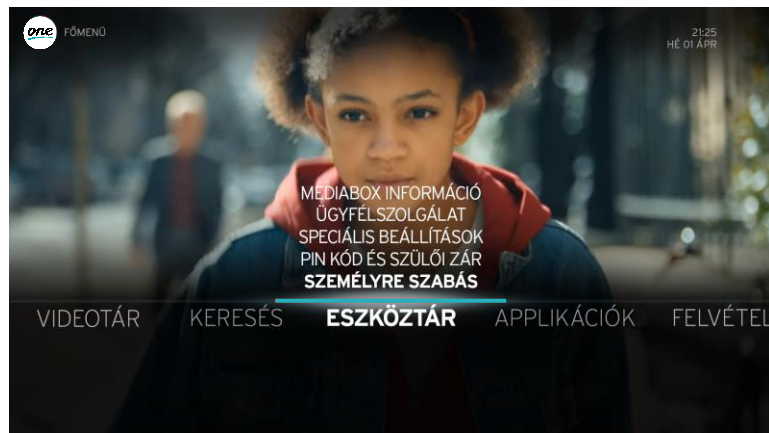 one FŐMENÜ
21:25
HÉ 01 ÁPR
MEDIABOX INFORMÁCIÓ
ÜGYFÉLSZOLGÁLAT
SPECIÁLIS BEÁLLÍTÁSOK
PIN KÓD ÉS SZÜLŐI ZÁR
SZEMÉLYRE SZABÁS
VIDEOTÁR KERESÉS ESZKÖZTÁR APPLIKÁCIÓK FELVÉTEL